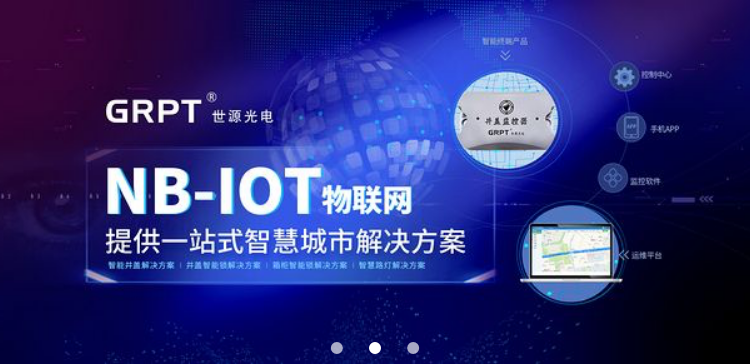 智能终端产品
控制中心
GRPT®世源光电
井盖监控器
GRPT
APP
手机APP
NB-IOT物联网
监控软件
提供一站式智慧城市解决方案
运维平台
智能井盖解决方案 | 井盖智能锁解决方案 | 箱柜智能锁解决方案 | 智慧路灯解决方案